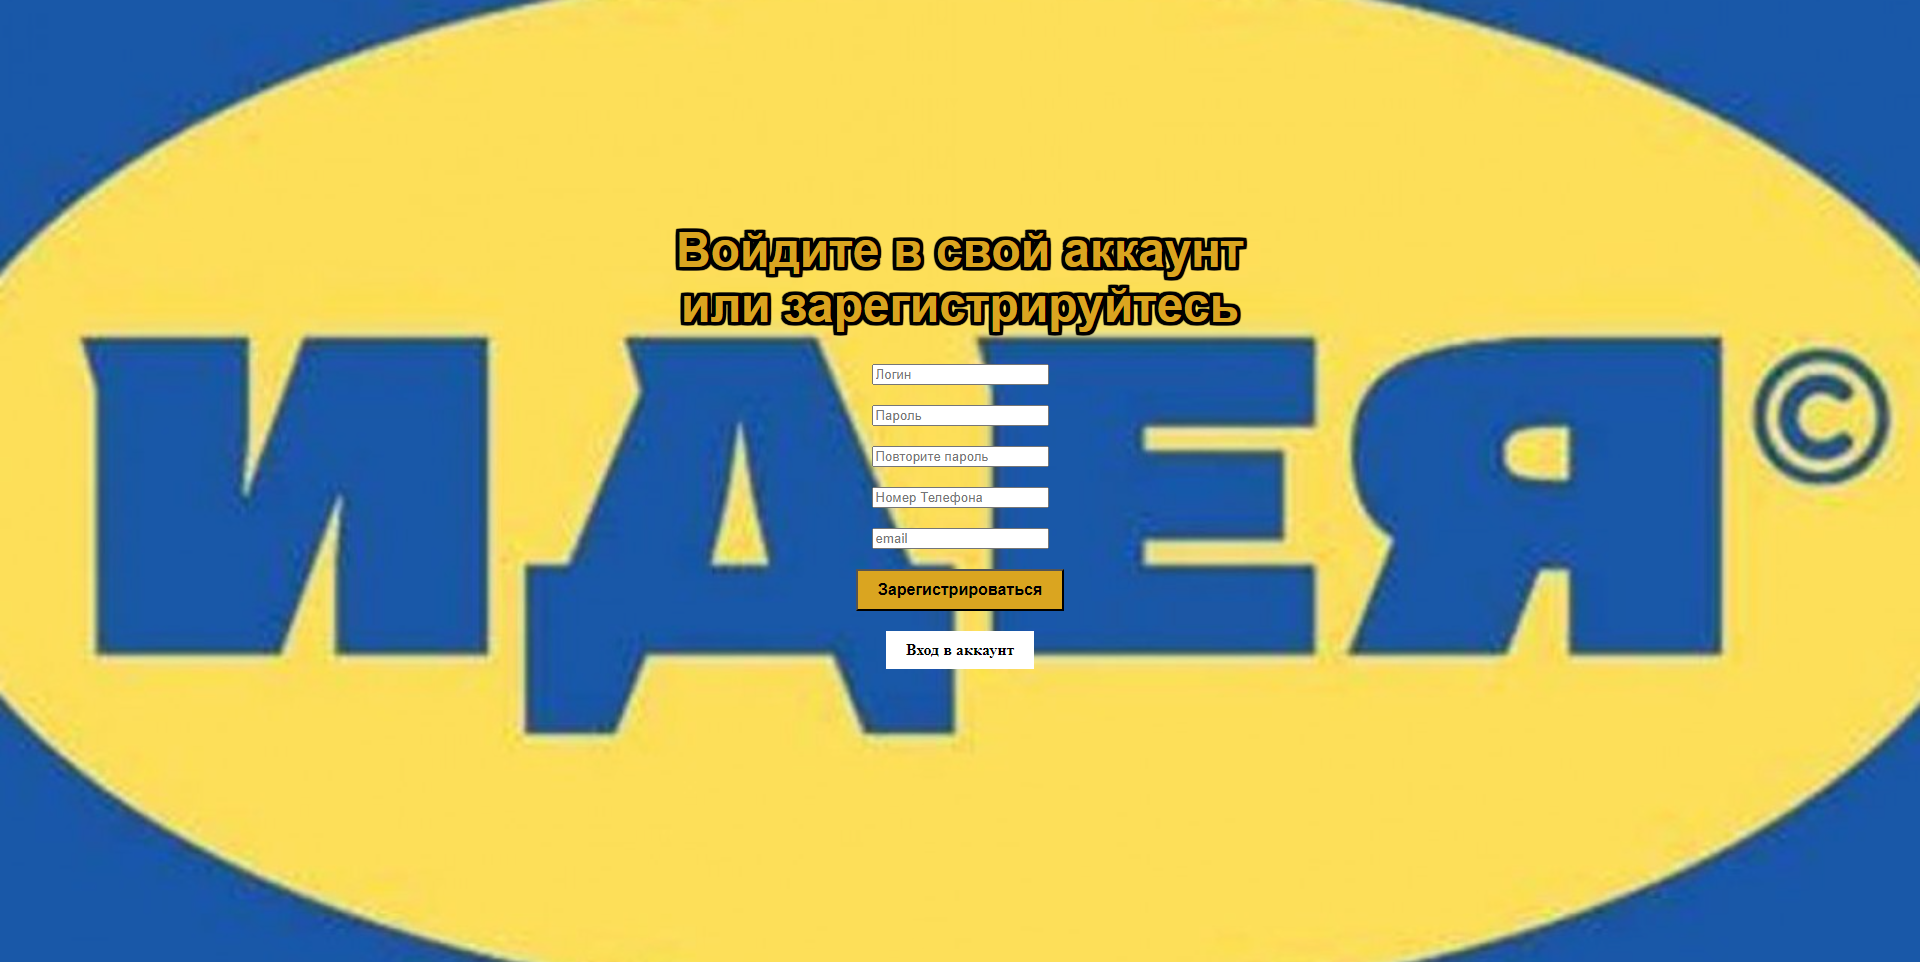 Войдите в свой аккаунт
или зарегистрируйтесь
ИДЕЯ©
Логин
Пароль
Повторите пароль
Номер Телефона
email
Зарегистрироваться
Вход в аккаунт